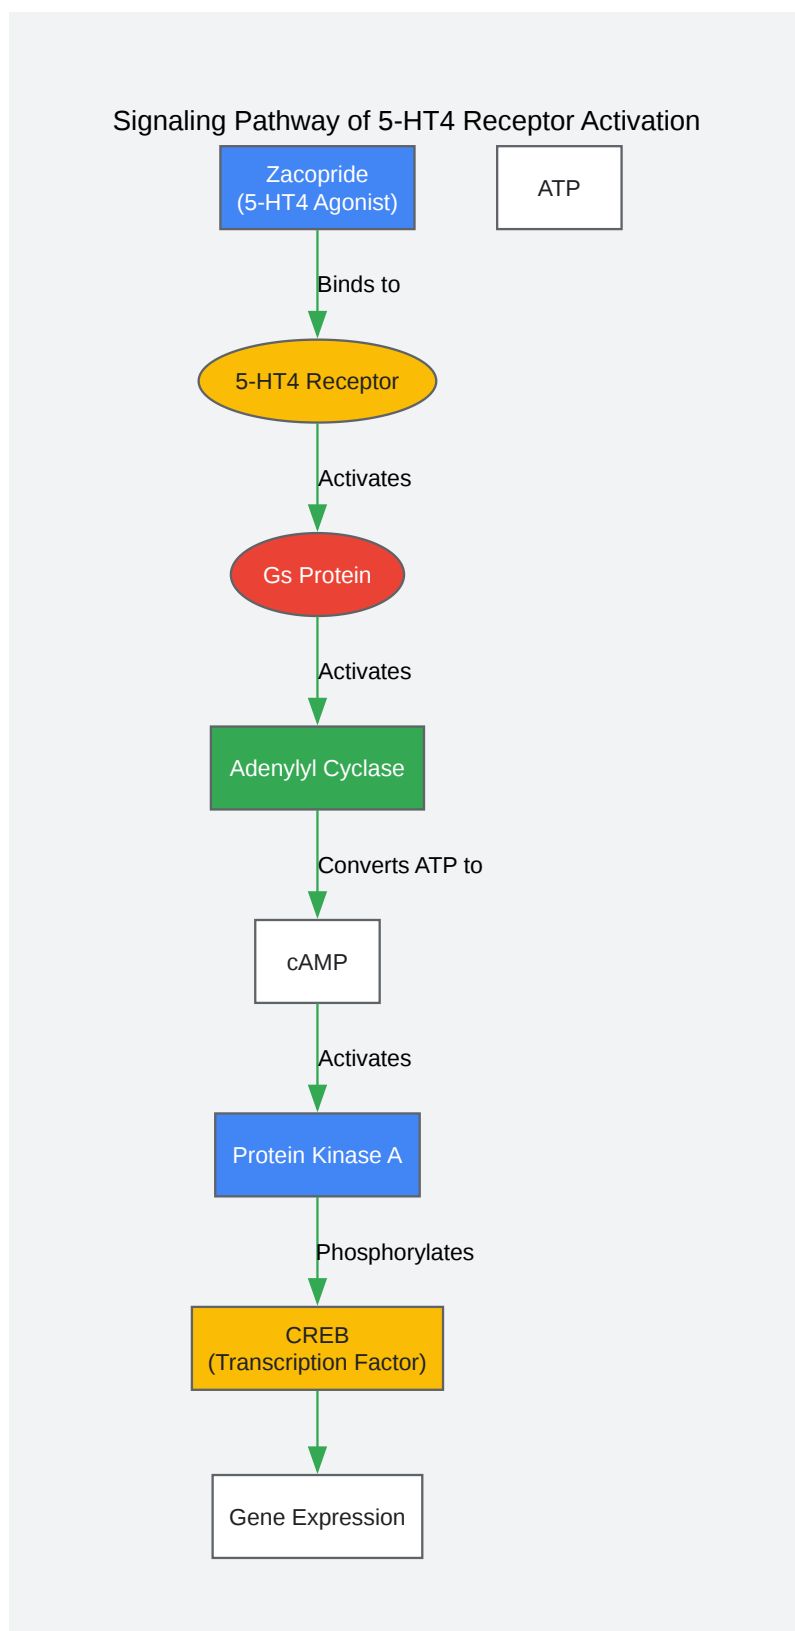 Signaling Pathway of 5-HT4 Receptor Activation
Zacopride
(5-HT4 Agonist)
ATP
Binds to
5-HT4 Receptor
Activates
Gs Protein
Activates
Adenylyl Cyclase
Converts ATP to
cAMP
Activates
Protein Kinase A
Phosphorylates
CREB
(Transcription Factor)
Gene Expression